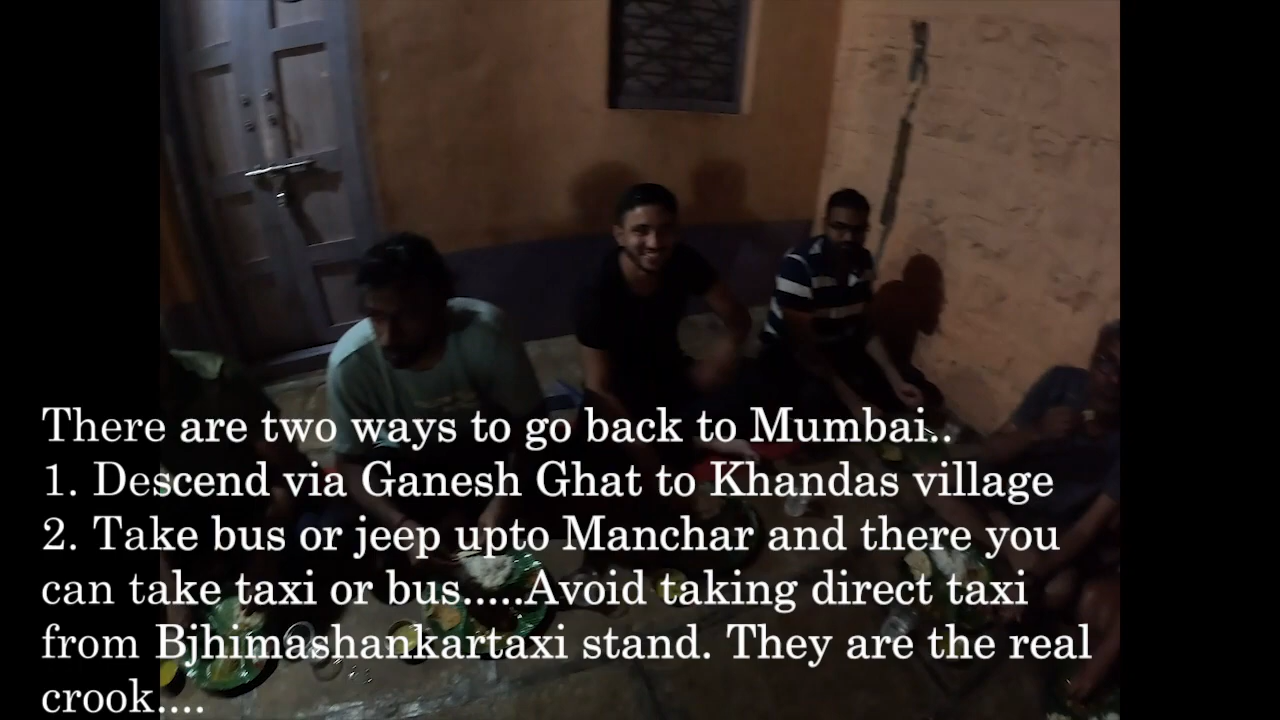 There are two ways to go back to Mumbai..
1. Descend via Ganesh Ghat to Khandas village
2. Take bus or jeep upto Manchar and there you
can take taxi or bus.....Avoid taking direct taxi
from Bjhimashankartaxi stand. They are the real
crook....